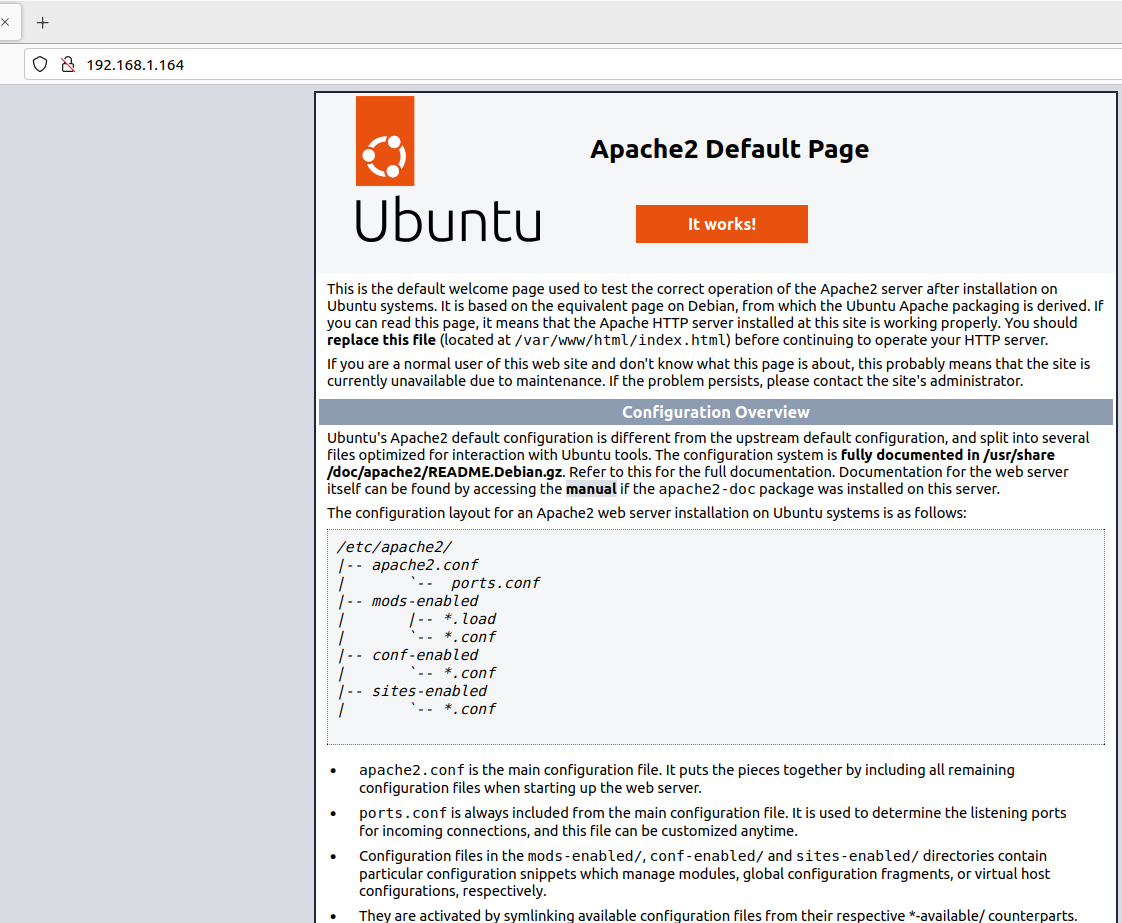 192.168.1.164
Apache2 Default Page
Ubuntu
It works!
This is the default welcome page used to test the correct operation of the Apache2 server after installation on
Ubuntu systems. It is based on the equivalent page on Debian, from which the Ubuntu Apache packaging is derived. If
you can read this page, it means that the Apache HTTP server installed at this site is working properly. You should
replace this file (located at /var/www/html/index.html) before continuing to operate your HTTP server.
If you are a normal user of this web site and don't know what this page is about, this probably means that the site is
currently unavailable due to maintenance. If the problem persists, please contact the site's administrator.
Configuration Overview
Ubuntu's Apache2 default configuration is different from the upstream default configuration, and split into several
files optimized for interaction with Ubuntu tools. The configuration system is fully documented in /usr/share
/doc/apache2/README.Debian.gz. Refer to this for the full documentation. Documentation for the web server
itself can be found by accessing the manual if the apache2-doc package was installed on this server.
The configuration layout for an Apache2 web server installation on Ubuntu systems is as follows:
/etc/apache2/
|-- apache2.conf
|       `--  ports.conf
|-- mods-enabled
|       |-- *.load
|       `-- *.conf
|-- conf-enabled
|       `-- *.conf
|-- sites-enabled
|       `-- *.conf
• apache2.conf is the main configuration file. It puts the pieces together by including all remaining
configuration files when starting up the web server.
• ports.conf is always included from the main configuration file. It is used to determine the listening ports
for incoming connections, and this file can be customized anytime.
• Configuration files in the mods-enabled/, conf-enabled/ and sites-enabled/ directories contain
particular configuration snippets which manage modules, global configuration fragments, or virtual host
configurations, respectively.
• They are activated by symlinking available configuration files from their respective *-available/ counterparts.